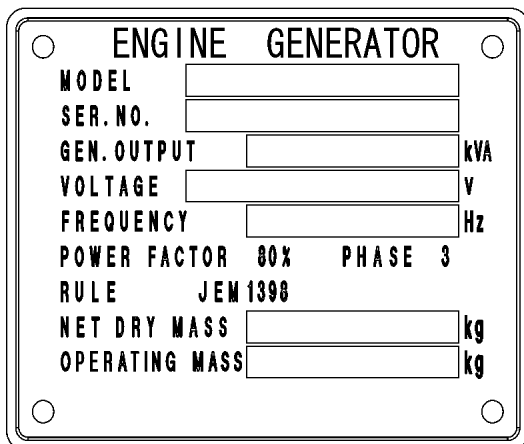 ENGINE GENERATOR
MODEL
SER.NO.
GEN.OUTPUT kVA
VOLTAGE V
FREQUENCY Hz
POWER FACTOR 80% PHASE 3
RULE JEM1398
NET DRY MASS kg
OPERATING MASS kg